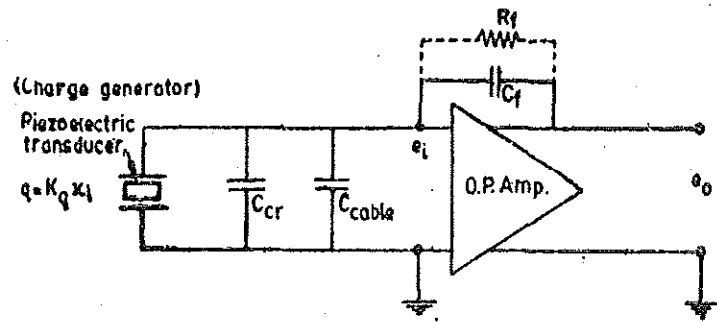 R_f
C_f
(Charge generator)
Piezoelectric
transducer
q=K_q x_i
C_cr
C_cable
e_i
O.P. Amp.
e_o